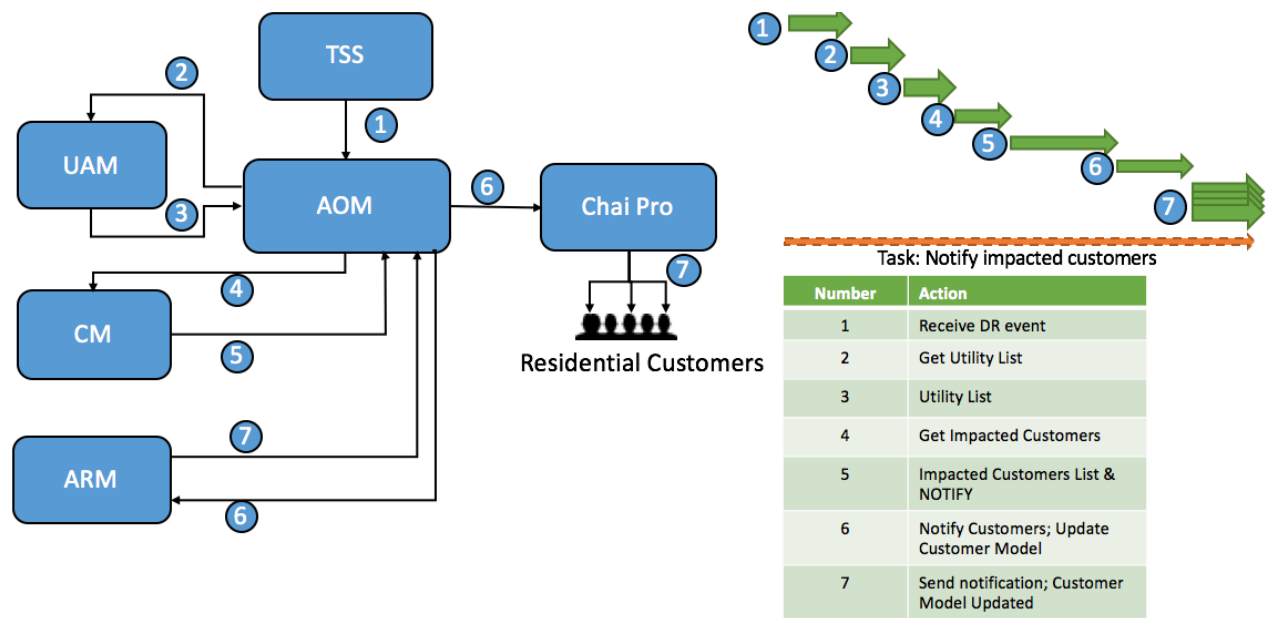 TSS
1
2
UAM
3
AOM
6
Chai Pro
4
CM
5
7
Residential Customers
7
ARM
6
1
2
3
4
5
6
7
Task: Notify impacted customers
Number Action
1 Receive DR event
2 Get Utility List
3 Utility List
4 Get Impacted Customers
5 Impacted Customers List &
NOTIFY
6 Notify Customers; Update
Customer Model
7 Send notification; Customer
Model Updated